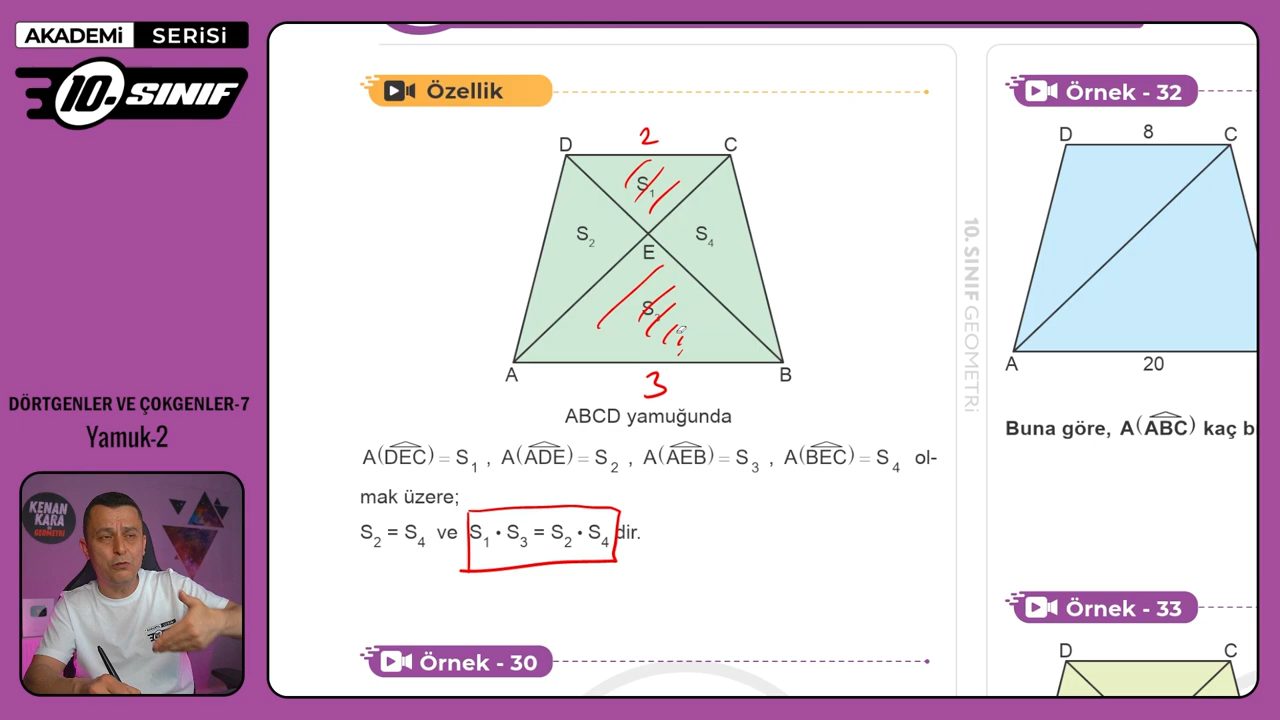 AKADEMİ SERİSİ
10. SINIF
DÖRTGENLER VE ÇOKGENLER-7
Yamuk-2
KENAN
KARA
GEOMETRİ
Özellik
2
D C
S1
S2 S4
E
S3
A B
3
ABCD yamuğunda
A(DEC) = S1 , A(ADE) = S2 , A(AEB) = S3 , A(BEC) = S4 ol-
mak üzere;
S2 = S4 ve S1 • S3 = S2 • S4 dir.
Örnek - 30
10. SINIF GEOMETRİ
Örnek - 32
8
D C
A
20
Buna göre, A(ABC) kaç b
Örnek - 33
D C